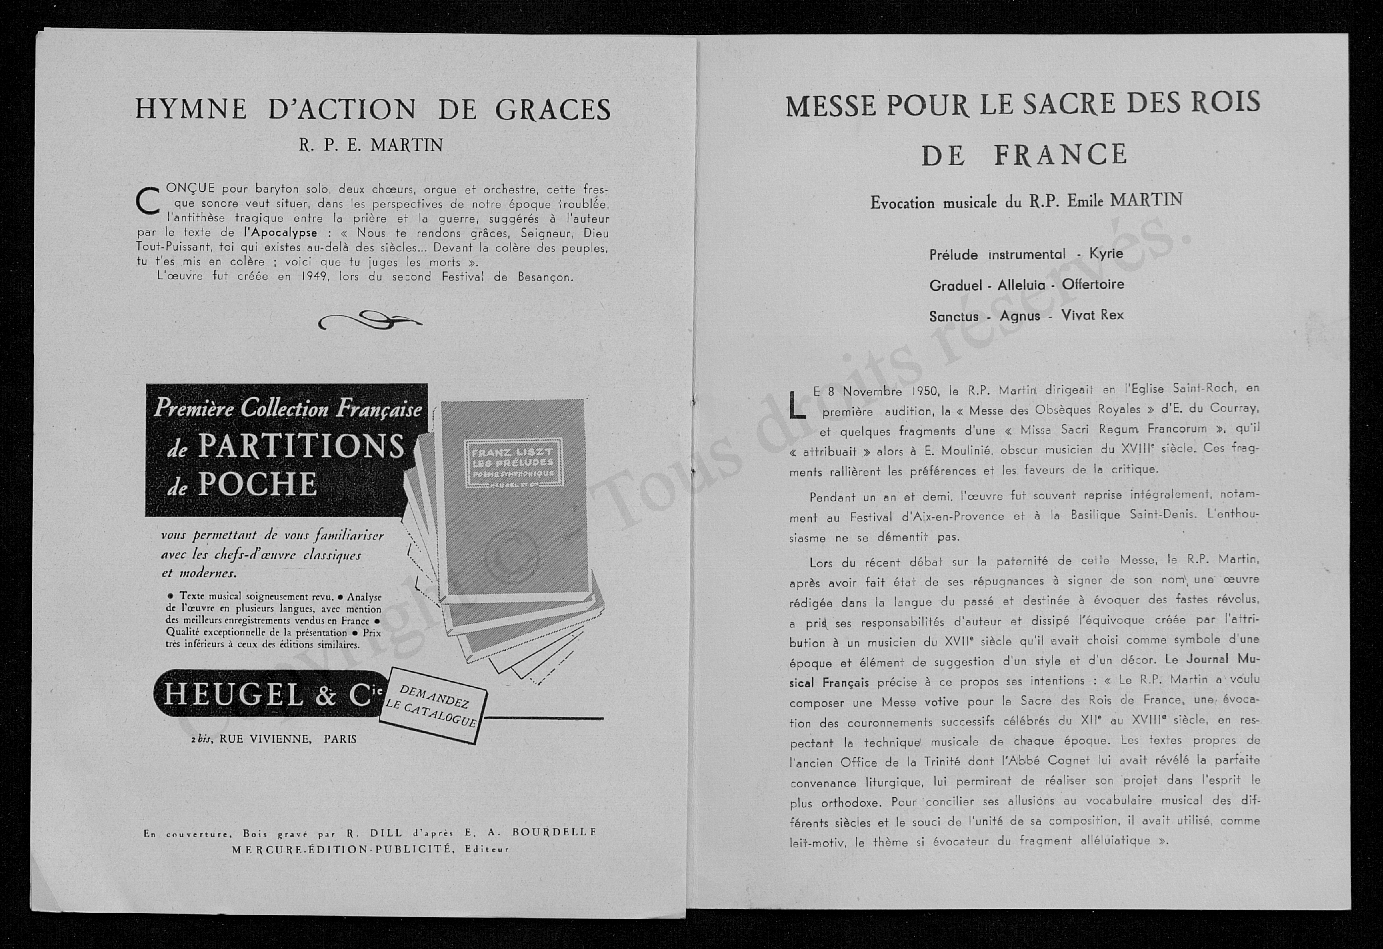 HYMNE D'ACTION DE GRACES
R. P. E. MARTIN
CONÇUE pour baryton solo, deux chœurs, orgue et orchestre, cette fres-
que sonore veut situer, dans les perspectives de notre époque troublée,
l'antithèse tragique entre la prière et la guerre, suggérés à l'auteur
par le texte de l'Apocalypse : « Nous te rendons grâces, Seigneur, Dieu
Tout-Puissant, toi qui existes au-delà des siècles... Devant la colère des peuples,
tu t'es mis en colère ; voici que tu juges les morts ».
L'œuvre fut créée en 1949, lors du second Festival de Besançon.
Première Collection Française
de PARTITIONS
de POCHE
FRANZ LISZT
LES PRÉLUDES
POÈME SYMPHONIQUE
HEUGEL ET Cie
vous permettant de vous familiariser
avec les chefs-d'œuvre classiques
et modernes.
● Texte musical soigneusement revu. ● Analyse
de l'œuvre en plusieurs langues, avec mention
des meilleurs enregistrements vendus en France ●
Qualité exceptionnelle de la présentation ● Prix
très inférieurs à ceux des éditions similaires.
HEUGEL & Cie
DEMANDEZ
LE CATALOGUE
2 bis, RUE VIVIENNE, PARIS
En couverture, Bois gravé par R. DILL d'après E. A. BOURDELLE
MERCURE-ÉDITION-PUBLICITÉ, Editeur
MESSE POUR LE SACRE DES ROIS
DE FRANCE
Evocation musicale du R.P. Emile MARTIN
Prélude instrumental - Kyrie
Graduel - Alleluia - Offertoire
Sanctus - Agnus - Vivat Rex
LE 8 Novembre 1950, le R.P. Martin dirigeait en l'Eglise Saint-Roch, en
première audition, la « Messe des Obsèques Royales » d'E. du Courray,
et quelques fragments d'une « Missa Sacri Regum Francorum », qu'il
« attribuait » alors à E. Moulinié, obscur musicien du XVIIIe siècle. Ces frag-
ments rallièrent les préférences et les faveurs de la critique.
Pendant un an et demi, l'œuvre fut souvent reprise intégralement, notam-
ment au Festival d'Aix-en-Provence et à la Basilique Saint-Denis. L'enthou-
siasme ne se démentit pas.
Lors du récent débat sur la paternité de cette Messe, le R.P. Martin,
après avoir fait état de ses répugnances à signer de son nom, une œuvre
rédigée dans la langue du passé et destinée à évoquer des fastes révolus,
a pris ses responsabilités d'auteur et dissipé l'équivoque créée par l'attri-
bution à un musicien du XVIIe siècle qu'il avait choisi comme symbole d'une
époque et élément de suggestion d'un style et d'un décor. Le Journal Mu-
sical Français précise à ce propos ses intentions : « Le R.P. Martin a voulu
composer une Messe votive pour le Sacre des Rois de France, une évoca-
tion des couronnements successifs célébrés du XIIe au XVIIIe siècle, en res-
pectant la technique musicale de chaque époque. Les textes propres de
l'ancien Office de la Trinité dont l'Abbé Cognet lui avait révélé la parfaite
convenance liturgique, lui permirent de réaliser son projet dans l'esprit le
plus orthodoxe. Pour concilier ses allusions au vocabulaire musical des dif-
férents siècles et le souci de l'unité de sa composition, il avait utilisé, comme
leit-motiv, le thème si évocateur du fragment alléluiatique ».
Copyright © - Tous droits réservés.